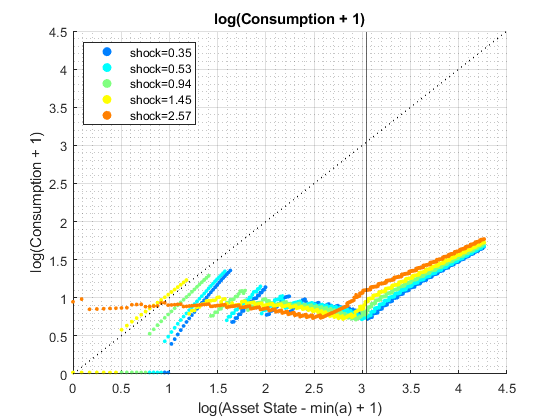 log(Consumption + 1)
4.5
4
3.5
3
2.5
2
1.5
1
0.5
0
log(Consumption + 1)
shock=0.35
shock=0.53
shock=0.94
shock=1.45
shock=2.57
0 0.5 1 1.5 2 2.5 3 3.5 4 4.5
log(Asset State - min(a) + 1)